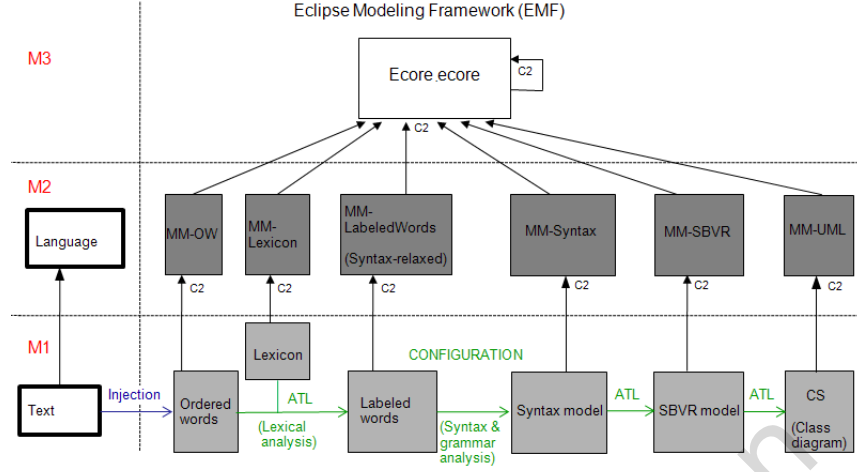 Eclipse Modeling Framework (EMF)
M3
Ecore.ecore
C2
C2
M2
Language
MM-OW
MM-
Lexicon
MM-
LabeledWords
(Syntax-relaxed)
MM-Syntax
MM-SBVR
MM-UML
C2
C2
C2
C2
C2
C2
M1
Lexicon
CONFIGURATION
Text
Injection
Ordered
words
ATL
(Lexical
analysis)
Labeled
words
(Syntax &
grammar
analysis)
Syntax model
ATL
SBVR model
ATL
CS
(Class
diagram)